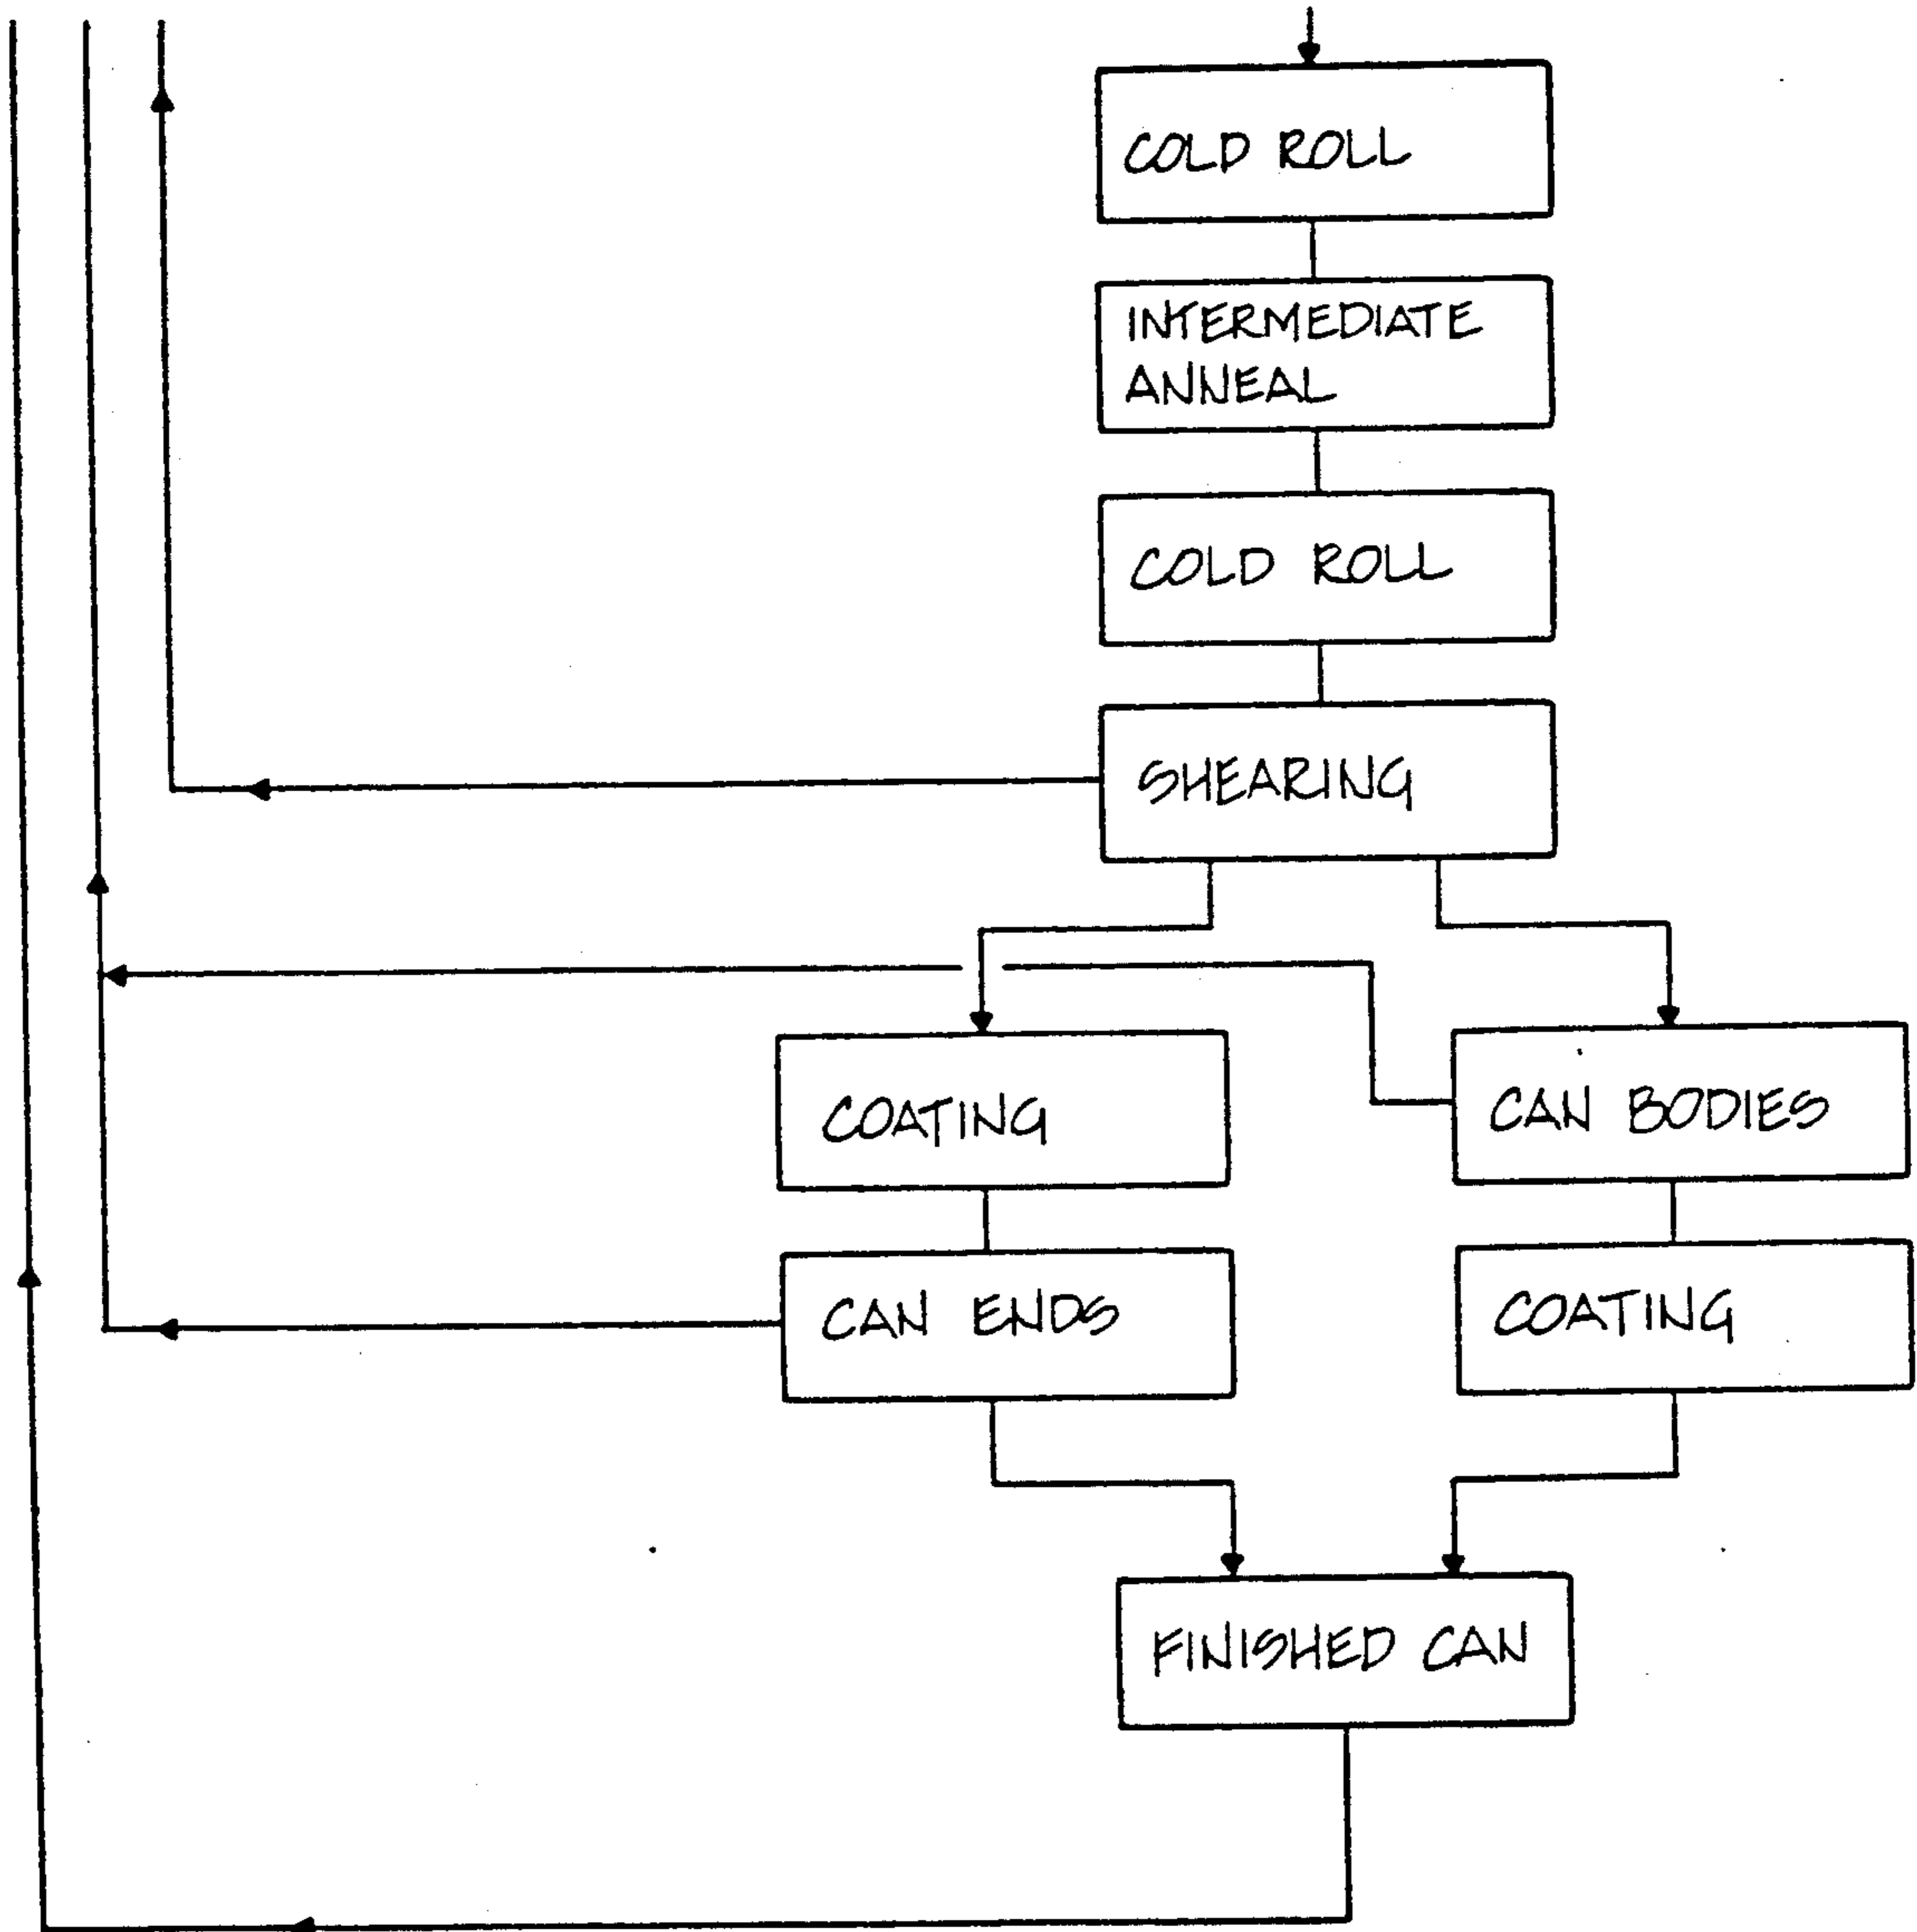 COLD ROLL
INTERMEDIATE
ANNEAL
COLD ROLL
SHEARING
COATING
CAN BODIES
CAN ENDS
COATING
FINISHED CAN